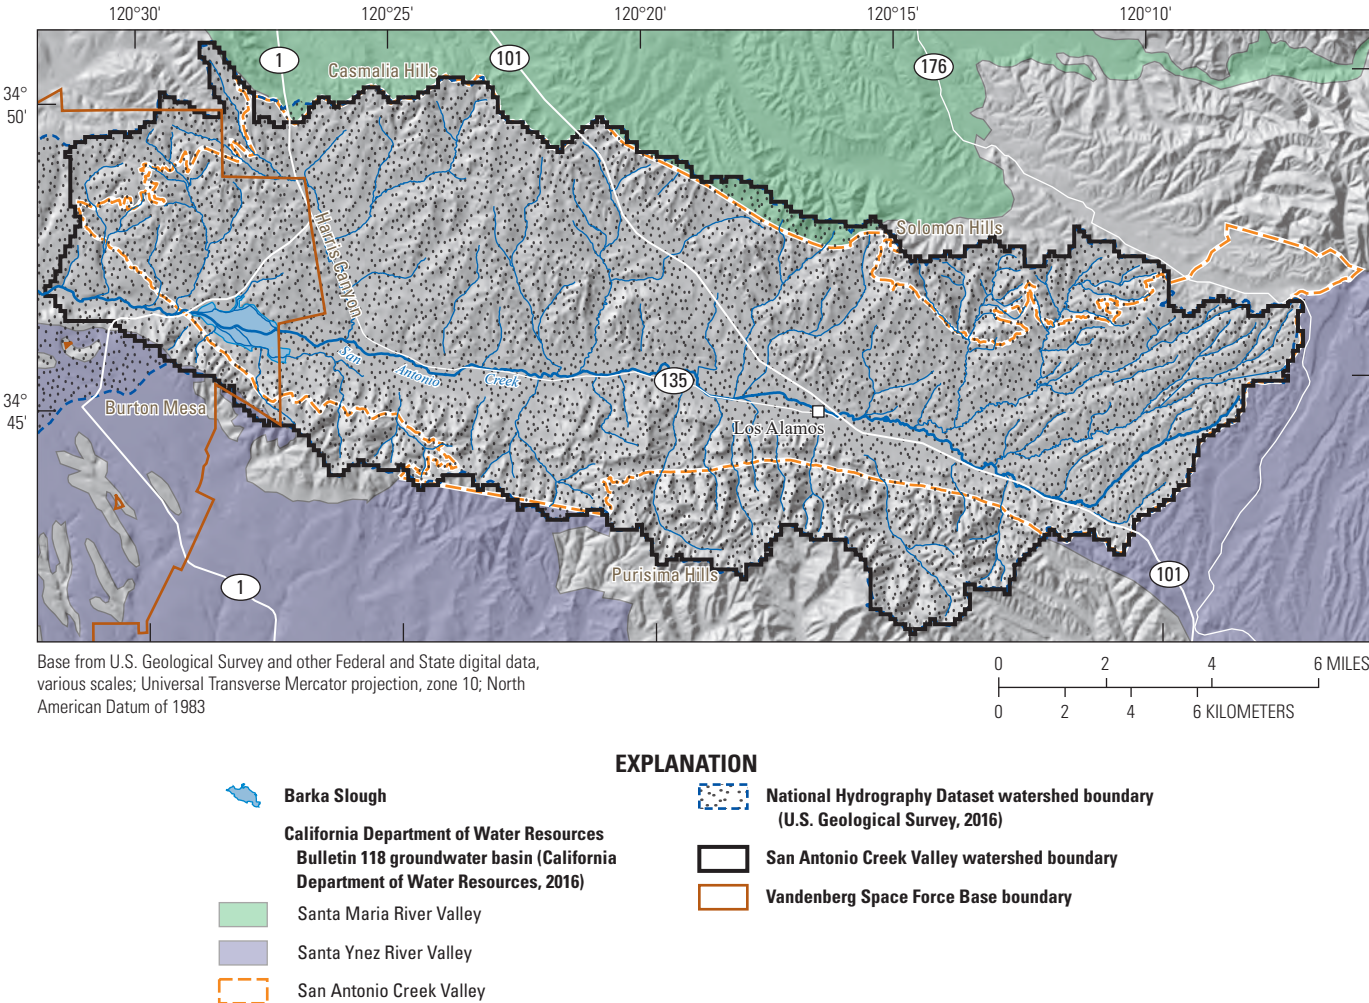 120°30'
120°25'
120°20'
120°15'
120°10'
34°
50'
34°
45'
1
101
176
Casmalia Hills
Solomon Hills
Harris Canyon
San
Antonio
Creek
135
Los Alamos
Burton Mesa
Purisima Hills
1
101
Base from U.S. Geological Survey and other Federal and State digital data,
various scales; Universal Transverse Mercator projection, zone 10; North
American Datum of 1983
0 2 4 6 MILES
0 2 4 6 KILOMETERS
EXPLANATION
Barka Slough
California Department of Water Resources
Bulletin 118 groundwater basin (California
Department of Water Resources, 2016)
Santa Maria River Valley
Santa Ynez River Valley
San Antonio Creek Valley
National Hydrography Dataset watershed boundary
(U.S. Geological Survey, 2016)
San Antonio Creek Valley watershed boundary
Vandenberg Space Force Base boundary